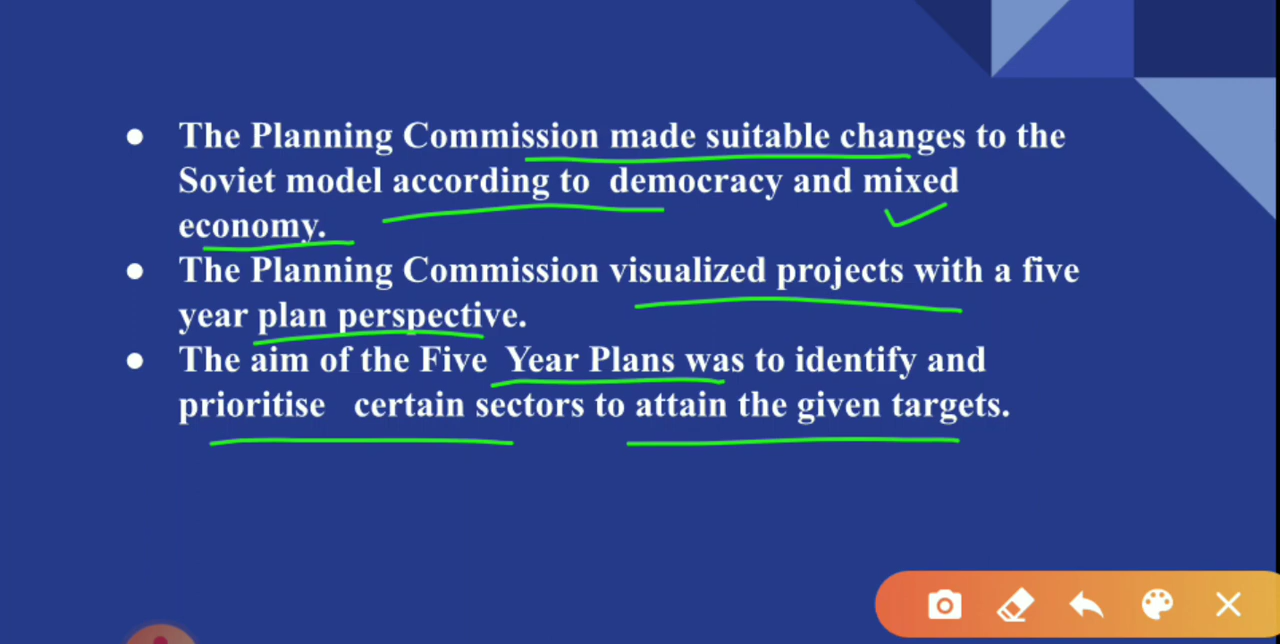 ● The Planning Commission made suitable changes to the
Soviet model according to democracy and mixed
economy.
● The Planning Commission visualized projects with a five
year plan perspective.
● The aim of the Five Year Plans was to identify and
prioritise certain sectors to attain the given targets.